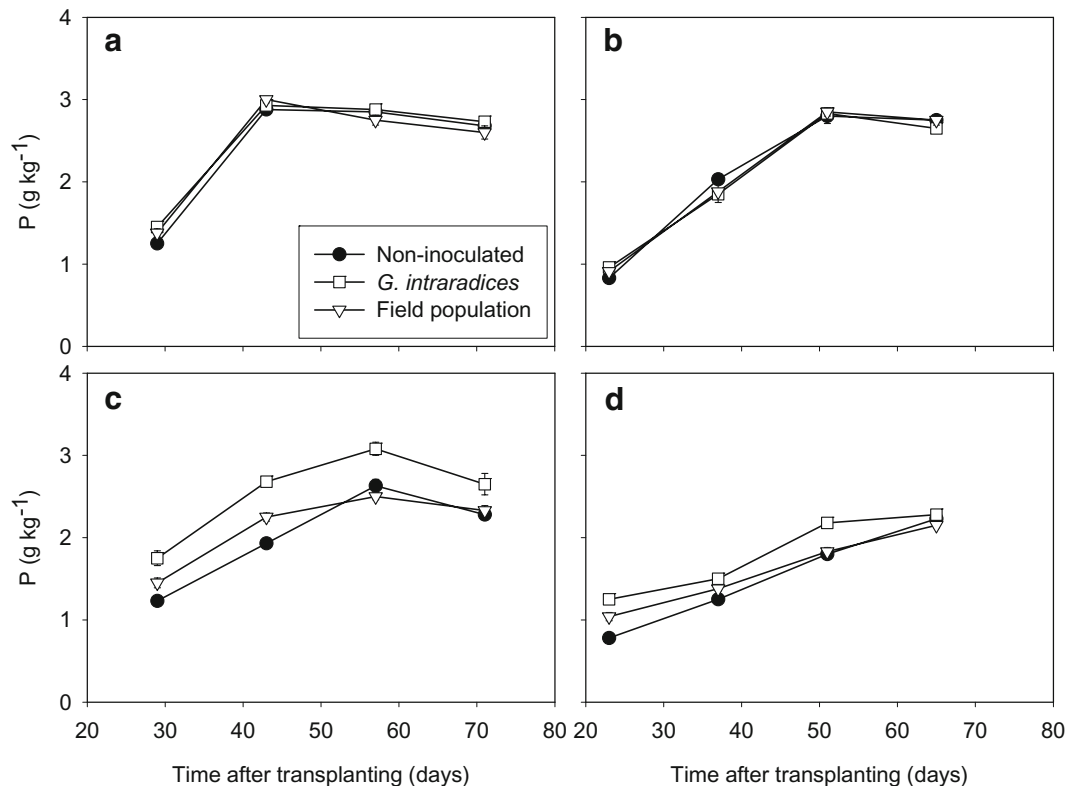 4
a
b
3
P (g kg⁻¹)
2
Non-inoculated
1
G. intraradices
Field population
0
4
c
d
3
P (g kg⁻¹)
2
1
0
20 30 40 50 60 70 80
20 30 40 50 60 70 80
Time after transplanting (days)
Time after transplanting (days)